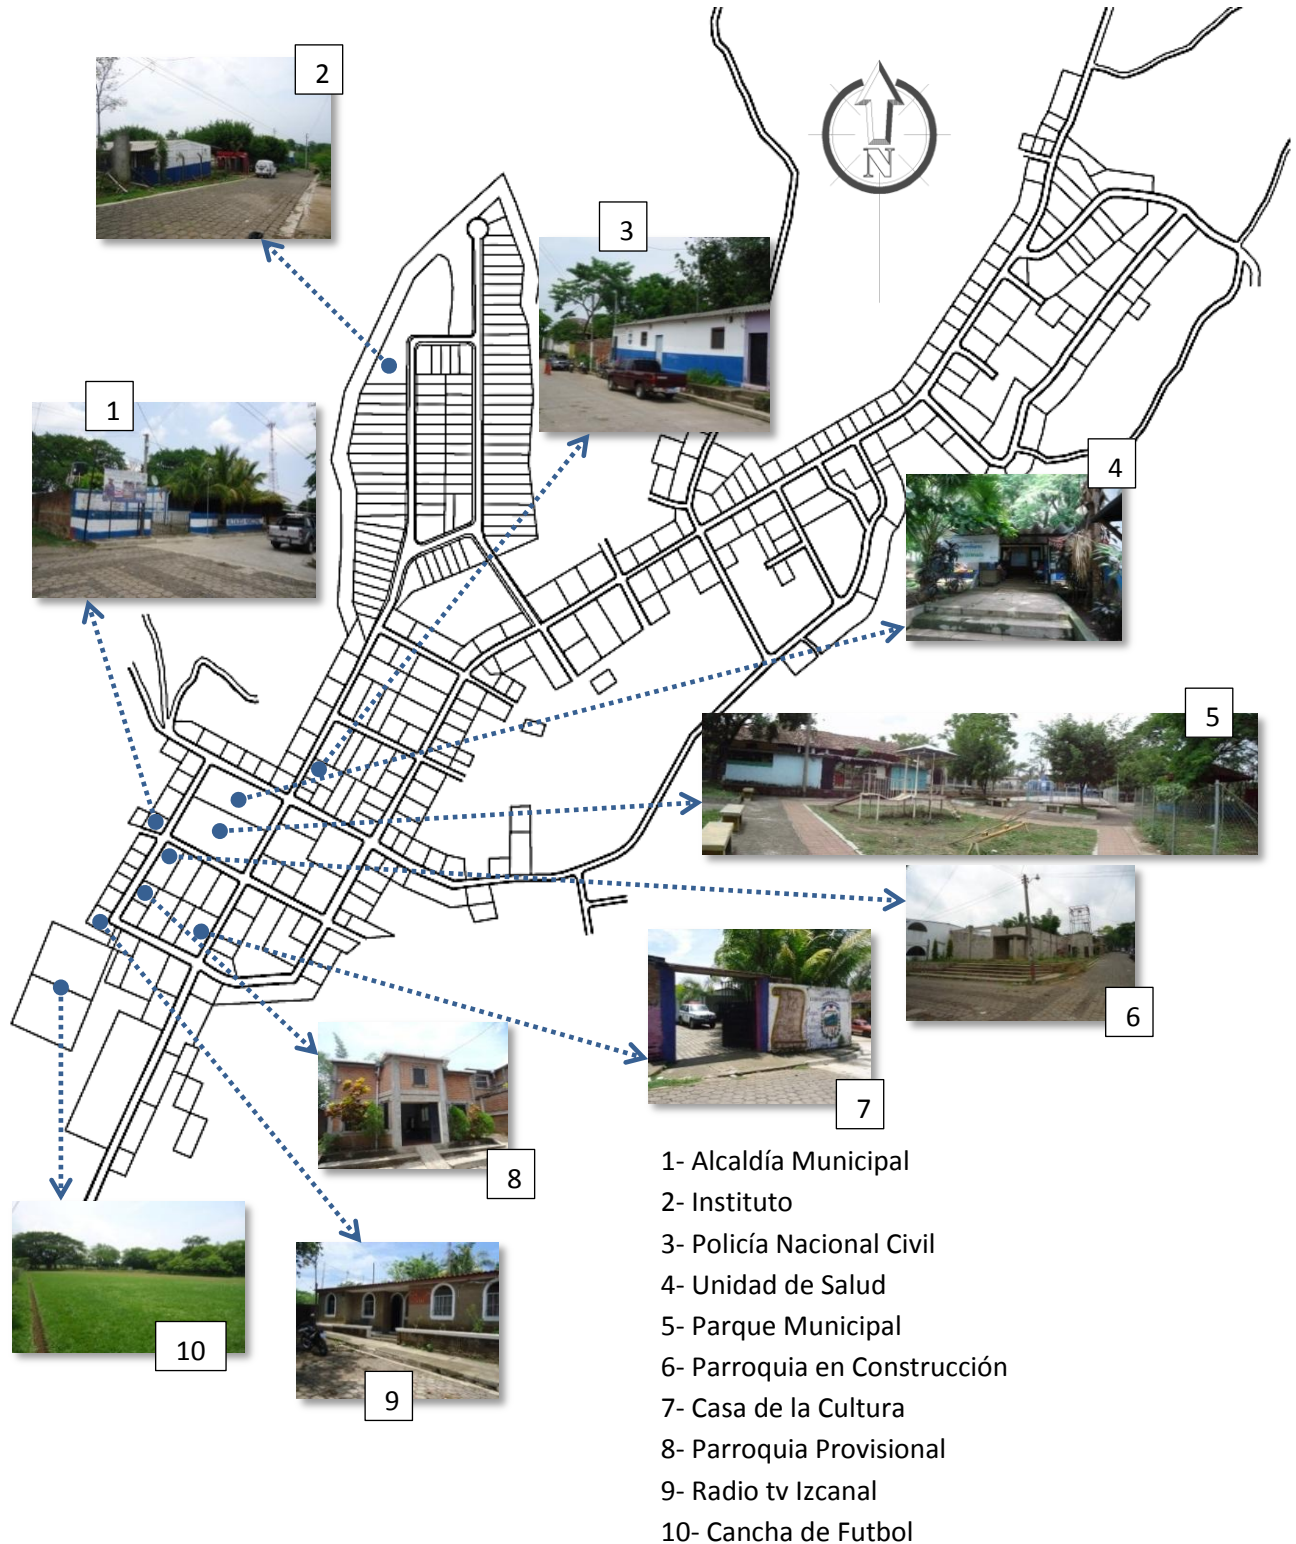 2
3
N
1
4
5
6
7
8
10
9
1- Alcaldía Municipal
2- Instituto
3- Policía Nacional Civil
4- Unidad de Salud
5- Parque Municipal
6- Parroquia en Construcción
7- Casa de la Cultura
8- Parroquia Provisional
9- Radio tv Izcanal
10- Cancha de Futbol